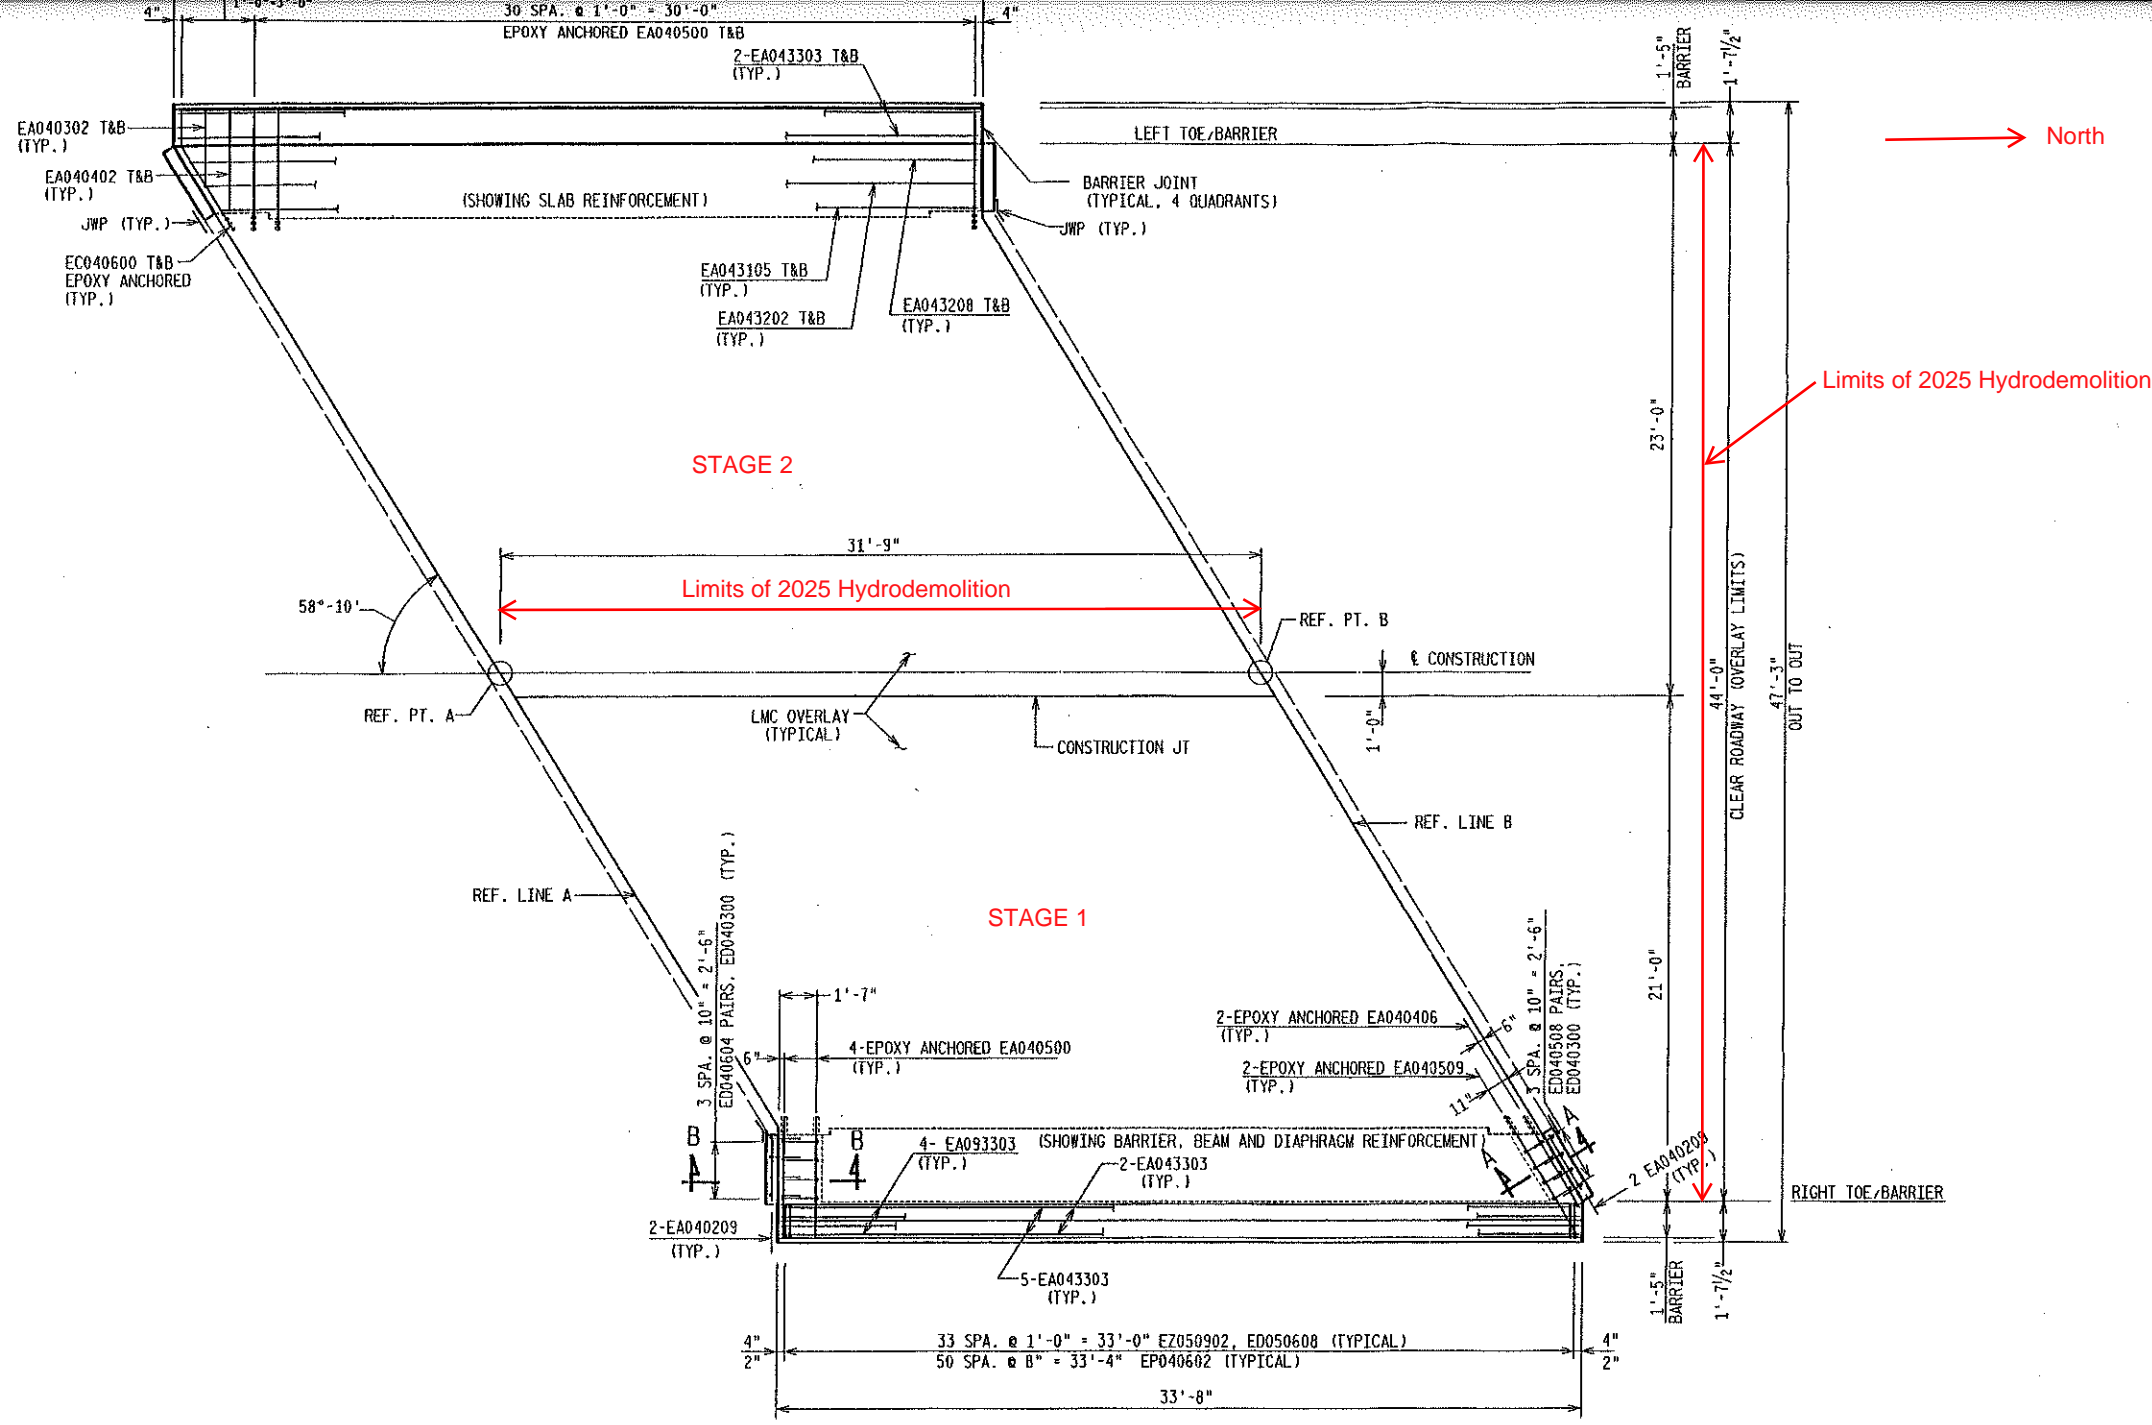 4"
30 SPA. @ 1'-0" = 30'-0"
4"
EPOXY ANCHORED EA040500 T&B
2-EA043303 T&B
(TYP.)
1'-5"
BARRIER
1'-7½"
EA040302 T&B
(TYP.)
LEFT TOE/BARRIER
North
EA040402 T&B
(TYP.)
(SHOWING SLAB REINFORCEMENT)
BARRIER JOINT
(TYPICAL, 4 QUADRANTS)
JWP (TYP.)
JWP (TYP.)
EC040600 T&B
EPOXY ANCHORED
(TYP.)
EA043105 T&B
(TYP.)
EA043202 T&B
(TYP.)
EA043208 T&B
(TYP.)
Limits of 2025 Hydrodemolition
23'-0"
STAGE 2
31'-9"
Limits of 2025 Hydrodemolition
58°-10'
REF. PT. B
℄ CONSTRUCTION
REF. PT. A
LMC OVERLAY
(TYPICAL)
CONSTRUCTION JT
1'-0"
44'-0"
CLEAR ROADWAY (OVERLAY LIMITS)
47'-3"
OUT TO OUT
REF. LINE B
REF. LINE A
STAGE 1
3 SPA. @ 10" = 2'-6"
ED040604 PAIRS, ED040300 (TYP.)
1'-7"
6"
4-EPOXY ANCHORED EA040500
(TYP.)
2-EPOXY ANCHORED EA040406
(TYP.)
6"
2-EPOXY ANCHORED EA040509
(TYP.)
11"
3 SPA. @ 10" = 2'-6"
ED040508 PAIRS,
ED040300 (TYP.)
21'-0"
B
B
A
A
4- EA093303
(TYP.)
(SHOWING BARRIER, BEAM AND DIAPHRAGM REINFORCEMENT)
2-EA043303
(TYP.)
2 EA040209
(TYP.)
RIGHT TOE/BARRIER
2-EA040209
(TYP.)
5-EA043303
(TYP.)
1'-5"
BARRIER
1'-7½"
4"
2"
33 SPA. @ 1'-0" = 33'-0" EZ050902, ED050608 (TYPICAL)
50 SPA. @ 8" = 33'-4" EP040602 (TYPICAL)
4"
2"
33'-8"